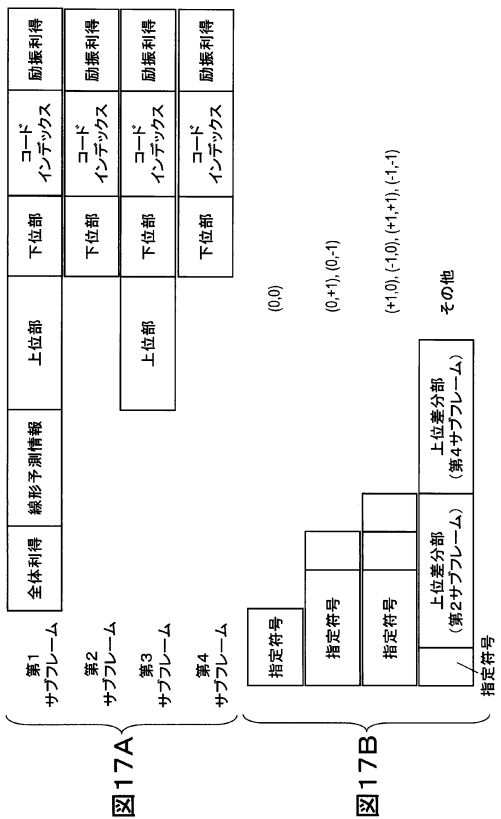 図17A
第1
サブフレーム
全体利得
線形予測情報
上位部
下位部
コード
インデックス
励振利得
第2
サブフレーム
下位部
コード
インデックス
励振利得
第3
サブフレーム
上位部
下位部
コード
インデックス
励振利得
第4
サブフレーム
下位部
コード
インデックス
励振利得
図17B
指定符号
(0,0)
指定符号
(0,+1), (0,-1)
指定符号
(+1,0), (-1,0), (+1,+1), (-1,-1)
指定符号
上位差分部
(第2サブフレーム)
上位差分部
(第4サブフレーム)
その他